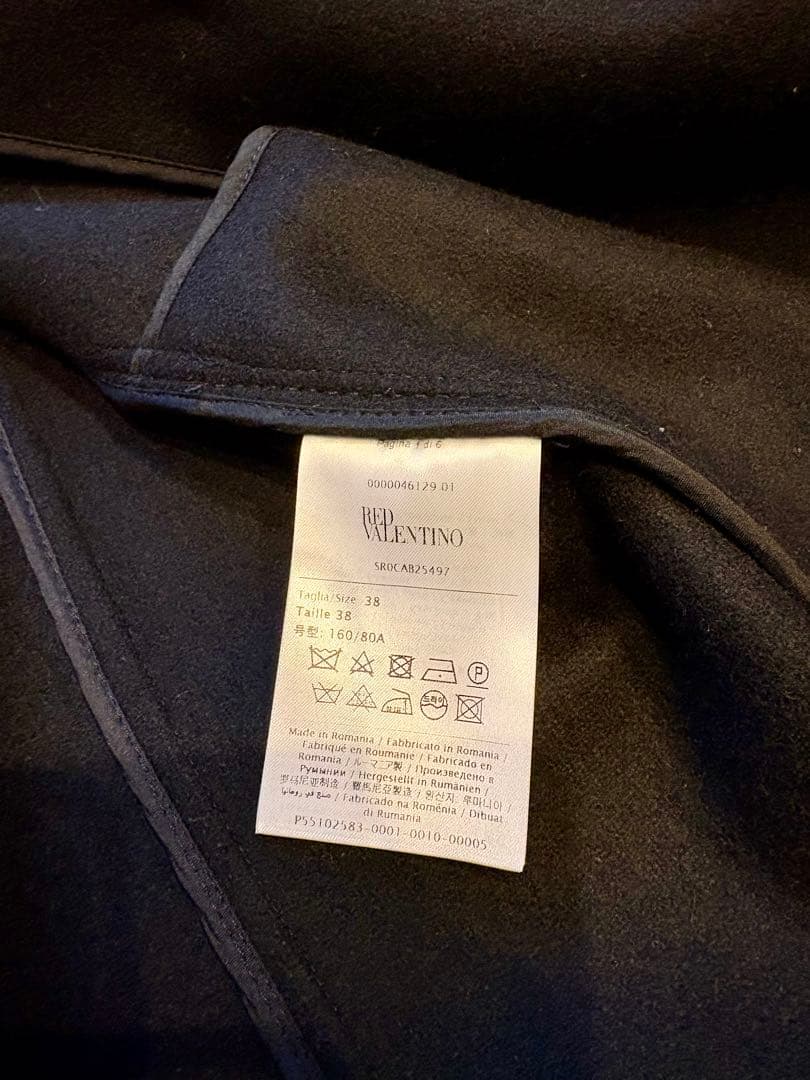 Pagina 1 di 6
0000046129 01
RED
VALENTINO
SR0CAB25497
Taglia/Size 38
Taille 38
号型: 160/80A
P
드라이
Made in Romania / Fabbricato in Romania /
Fabriqué en Roumanie / Fabricado en
Romania / ルーマニア製 / Произведено в
Румынии / Hergestellt in Rumänien /
罗马尼亚制造 / 羅馬尼亞製造 / 원산지: 루마니아 /
صنع في رومانيا / Fabricado na Roménia / Dibuat
di Rumania
P55102583-0001-0010-00005